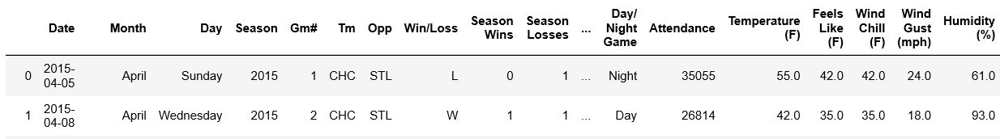 Date Month Day Season Gm# Tm Opp Win/Loss Season Wins Season Losses ... Day/ Night Game Attendance Temperature (F) Feels Like (F) Wind Chill (F) Wind Gust (mph) Humidity (%)
0 2015-04-05 April Sunday 2015 1 CHC STL L 0 1 ... Night 35055 55.0 42.0 42.0 24.0 61.0
1 2015-04-08 April Wednesday 2015 2 CHC STL W 1 1 ... Day 26814 42.0 35.0 35.0 18.0 93.0